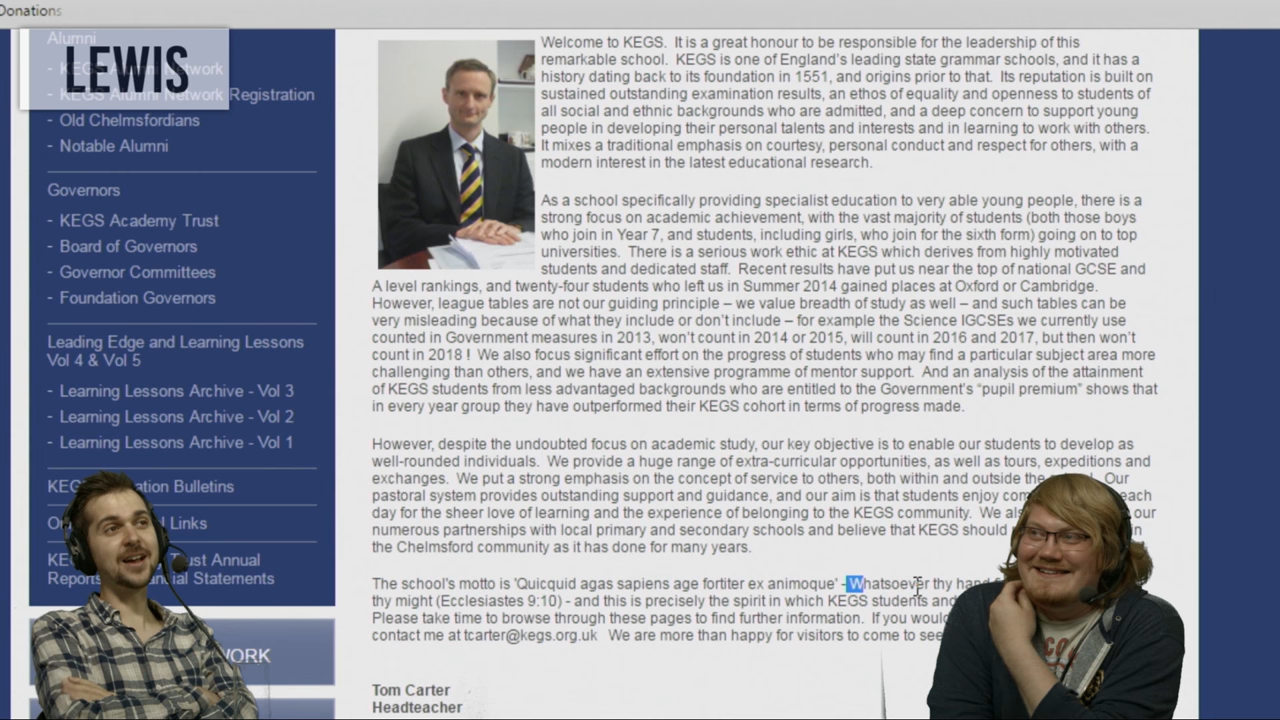 Donations
LEWIS
Alumni
- KEGS Alumni Network
- KEGS Alumni Network Registration
- Old Chelmsfordians
- Notable Alumni
Governors
- KEGS Academy Trust
- Board of Governors
- Governor Committees
- Foundation Governors
Leading Edge and Learning Lessons
Vol 4 & Vol 5
- Learning Lessons Archive - Vol 3
- Learning Lessons Archive - Vol 2
- Learning Lessons Archive - Vol 1
KEGS Bulletins
Links
KEGS Trust Annual
Reports Statements
WORK
Welcome to KEGS. It is a great honour to be responsible for the leadership of this
remarkable school. KEGS is one of England's leading state grammar schools, and it has a
history dating back to its foundation in 1551, and origins prior to that. Its reputation is built on
sustained outstanding examination results, an ethos of equality and openness to students of
all social and ethnic backgrounds who are admitted, and a deep concern to support young
people in developing their personal talents and interests and in learning to work with others.
It mixes a traditional emphasis on courtesy, personal conduct and respect for others, with a
modern interest in the latest educational research.
As a school specifically providing specialist education to very able young people, there is a
strong focus on academic achievement, with the vast majority of students (both those boys
who join in Year 7, and students, including girls, who join for the sixth form) going on to top
universities. There is a serious work ethic at KEGS which derives from highly motivated
students and dedicated staff. Recent results have put us near the top of national GCSE and
A level rankings, and twenty-four students who left us in Summer 2014 gained places at Oxford or Cambridge.
However, league tables are not our guiding principle – we value breadth of study as well – and such tables can be
very misleading because of what they include or don't include – for example the Science IGCSEs we currently use
counted in Government measures in 2013, won't count in 2014 or 2015, will count in 2016 and 2017, but then won't
count in 2018 ! We also focus significant effort on the progress of students who may find a particular subject area more
challenging than others, and we have an extensive programme of mentor support. And an analysis of the attainment
of KEGS students from less advantaged backgrounds who are entitled to the Government's “pupil premium” shows that
in every year group they have outperformed their KEGS cohort in terms of progress made.
However, despite the undoubted focus on academic study, our key objective is to enable our students to develop as
well-rounded individuals. We provide a huge range of extra-curricular opportunities, as well as tours, expeditions and
exchanges. We put a strong emphasis on the concept of service to others, both within and outside the Our
pastoral system provides outstanding support and guidance, and our aim is that students enjoy each
day for the sheer love of learning and the experience of belonging to the KEGS community. We our
numerous partnerships with local primary and secondary schools and believe that KEGS should in
the Chelmsford community as it has done for many years.
The school's motto is 'Quicquid agas sapiens age fortiter ex animoque' - Whatsoever thy hand
thy might (Ecclesiastes 9:10) - and this is precisely the spirit in which KEGS students and
Please take time to browse through these pages to find further information. If you would
contact me at tcarter@kegs.org.uk We are more than happy for visitors to come to see
Tom Carter
Headteacher